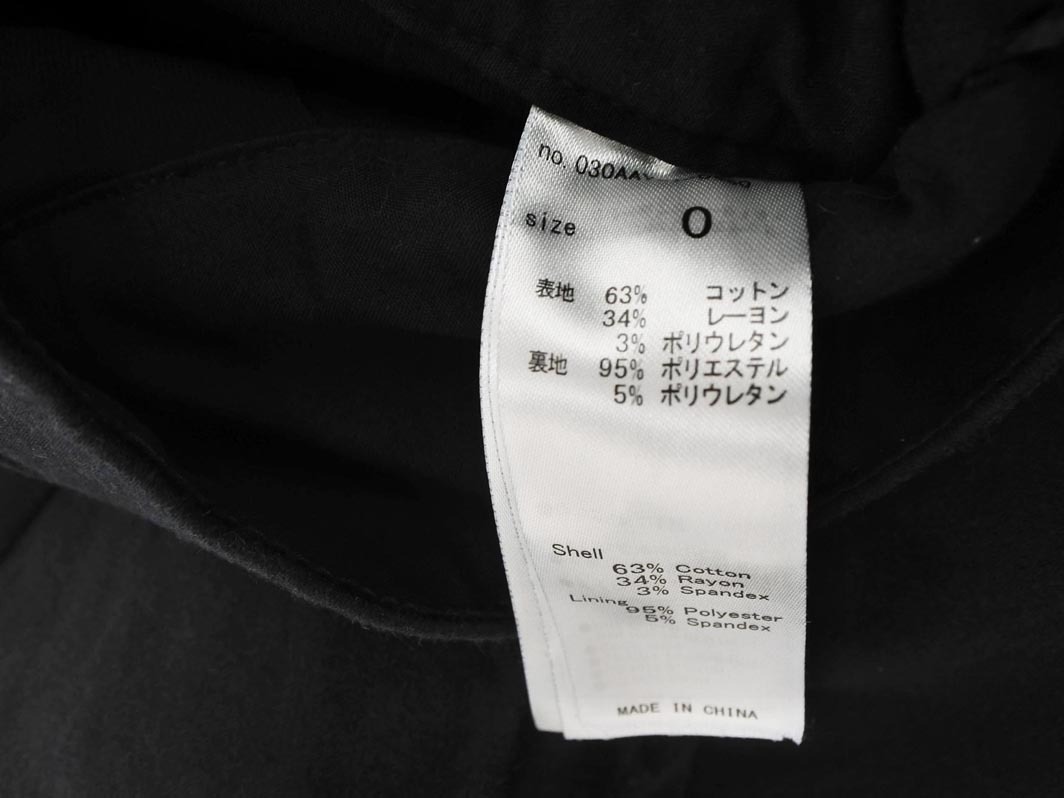 no. 030
size 0
表地 63% コットン
34% レーヨン
3% ポリウレタン
裏地 95% ポリエステル
5% ポリウレタン
Shell
63% Cotton
34% Rayon
3% Spandex
Lining
95% Polyester
5% Spandex
MADE IN CHINA